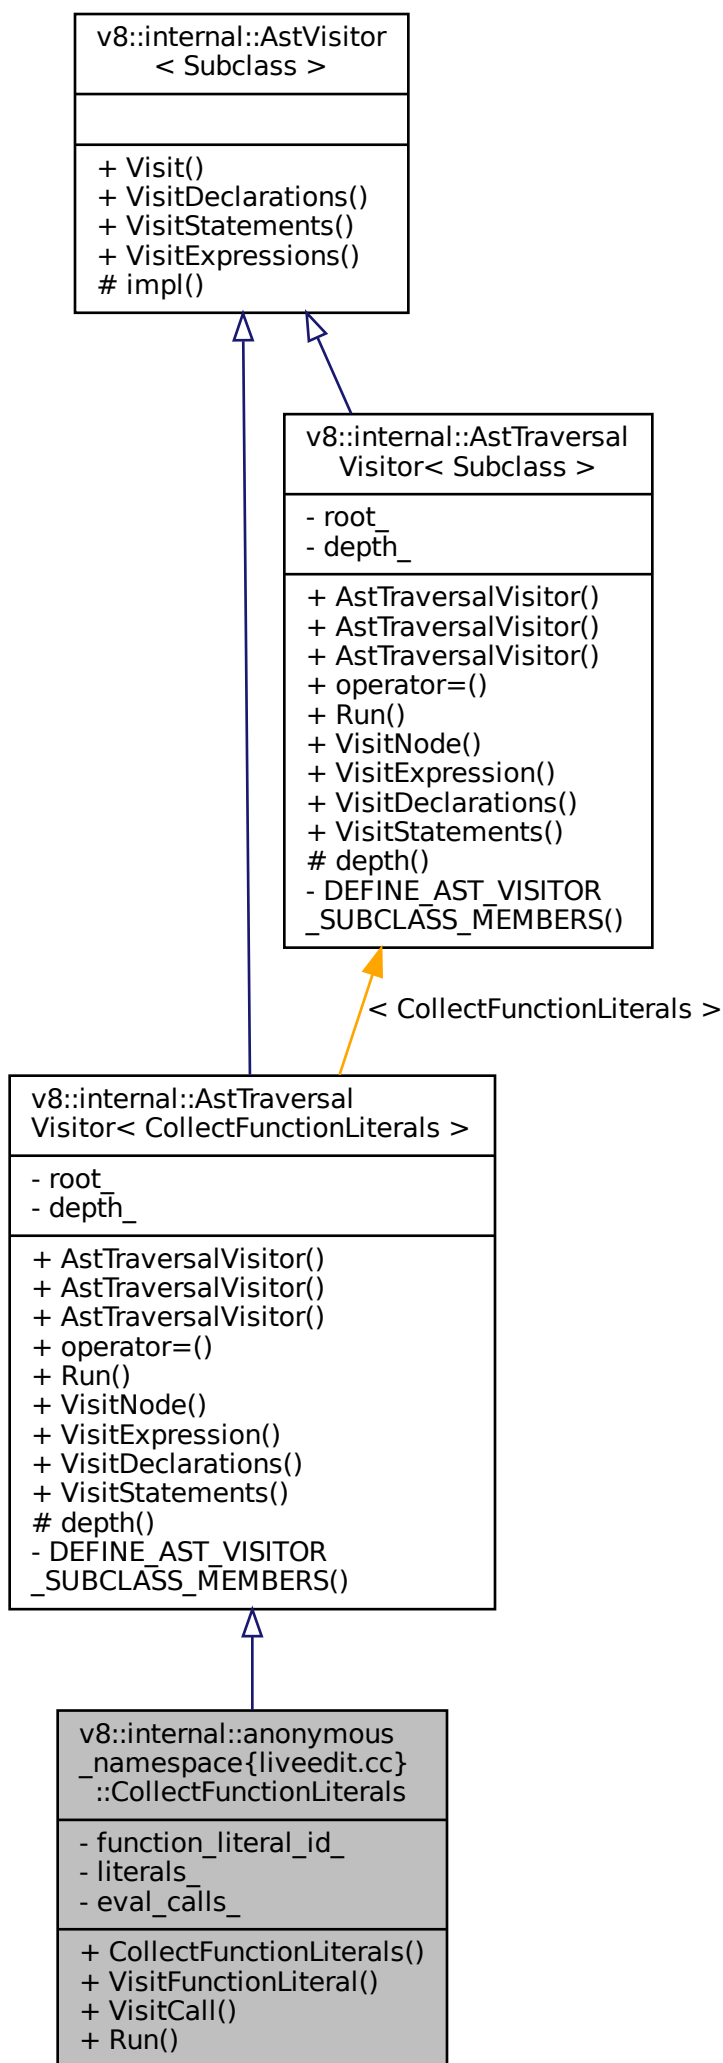 v8::internal::AstVisitor
< Subclass >
+ Visit()
+ VisitDeclarations()
+ VisitStatements()
+ VisitExpressions()
# impl()
v8::internal::AstTraversal
Visitor< Subclass >
- root_
- depth_
+ AstTraversalVisitor()
+ AstTraversalVisitor()
+ AstTraversalVisitor()
+ operator=()
+ Run()
+ VisitNode()
+ VisitExpression()
+ VisitDeclarations()
+ VisitStatements()
# depth()
- DEFINE_AST_VISITOR
_SUBCLASS_MEMBERS()
< CollectFunctionLiterals >
v8::internal::AstTraversal
Visitor< CollectFunctionLiterals >
- root_
- depth_
+ AstTraversalVisitor()
+ AstTraversalVisitor()
+ AstTraversalVisitor()
+ operator=()
+ Run()
+ VisitNode()
+ VisitExpression()
+ VisitDeclarations()
+ VisitStatements()
# depth()
- DEFINE_AST_VISITOR
_SUBCLASS_MEMBERS()
v8::internal::anonymous
_namespace{liveedit.cc}
::CollectFunctionLiterals
- function_literal_id_
- literals_
- eval_calls_
+ CollectFunctionLiterals()
+ VisitFunctionLiteral()
+ VisitCall()
+ Run()